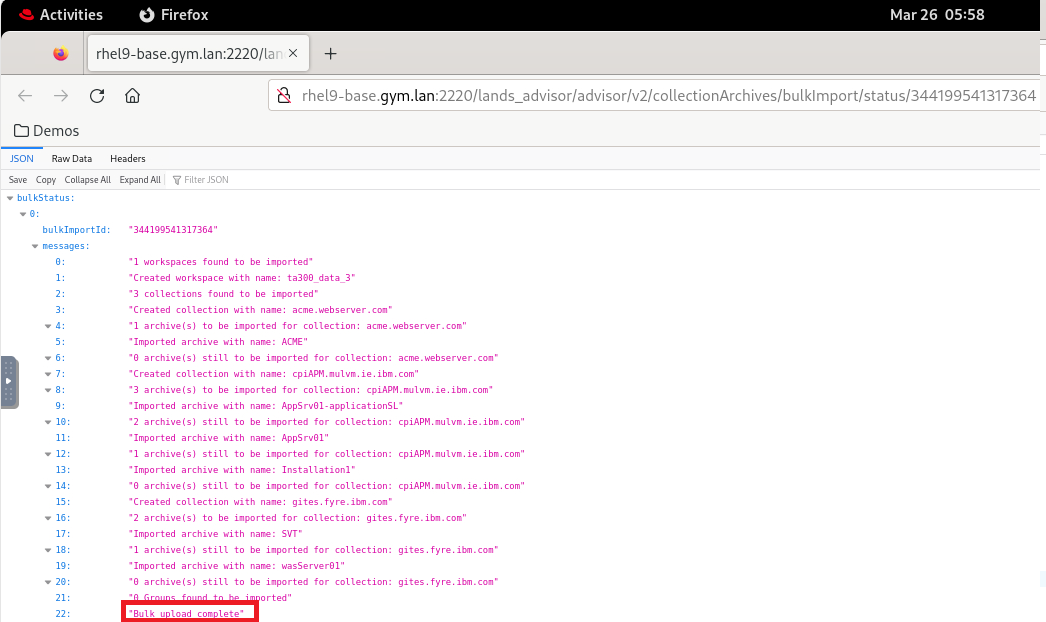 Activities Firefox Mar 26 05:58
rhel9-base.gym.lan:2220/lan
rhel9-base.gym.lan:2220/lands_advisor/advisor/v2/collectionArchives/bulkImport/status/344199541317364
Demos
JSON Raw Data Headers
Save Copy Collapse All Expand All Filter JSON
bulkStatus:
0:
bulkImportId: "344199541317364"
messages:
0: "1 workspaces found to be imported"
1: "Created workspace with name: ta300_data_3"
2: "3 collections found to be imported"
3: "Created collection with name: acme.webserver.com"
4: "1 archive(s) to be imported for collection: acme.webserver.com"
5: "Imported archive with name: ACME"
6: "0 archive(s) still to be imported for collection: acme.webserver.com"
7: "Created collection with name: cpiAPM.mulvm.ie.ibm.com"
8: "3 archive(s) to be imported for collection: cpiAPM.mulvm.ie.ibm.com"
9: "Imported archive with name: AppSrv01-applicationSL"
10: "2 archive(s) still to be imported for collection: cpiAPM.mulvm.ie.ibm.com"
11: "Imported archive with name: AppSrv01"
12: "1 archive(s) still to be imported for collection: cpiAPM.mulvm.ie.ibm.com"
13: "Imported archive with name: Installation1"
14: "0 archive(s) still to be imported for collection: cpiAPM.mulvm.ie.ibm.com"
15: "Created collection with name: gites.fyre.ibm.com"
16: "2 archive(s) to be imported for collection: gites.fyre.ibm.com"
17: "Imported archive with name: SVT"
18: "1 archive(s) still to be imported for collection: gites.fyre.ibm.com"
19: "Imported archive with name: wasServer01"
20: "0 archive(s) still to be imported for collection: gites.fyre.ibm.com"
21: "0 Groups found to be imported"
22: "Bulk upload complete"